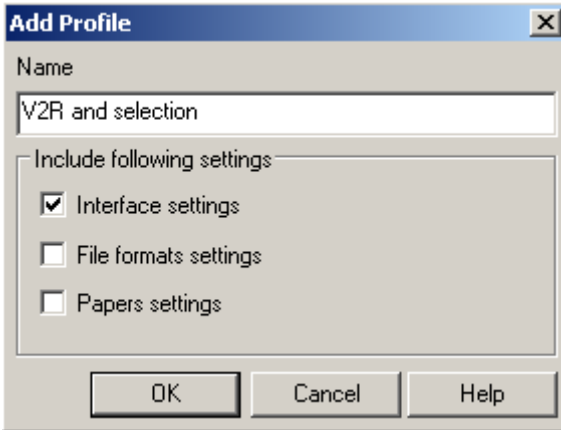 Add Profile
Name
V2R and selection
Include following settings
Interface settings
File formats settings
Papers settings
OK Cancel Help